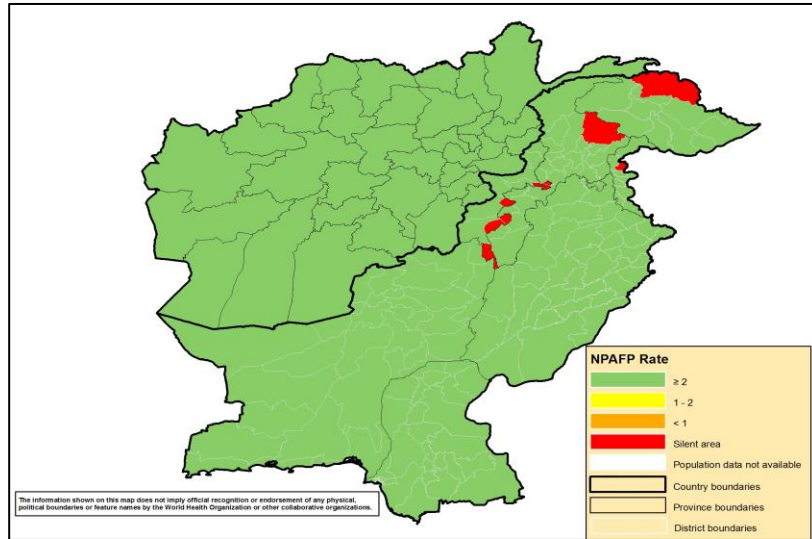 NPAFP Rate
≥ 2
1 - 2
< 1
Silent area
Population data not available
Country boundaries
Province boundaries
District boundaries
The information shown on this map does not imply official recognition or endorsement of any physical,
political boundaries or feature names by the World Health Organization or other collaborative organizations.